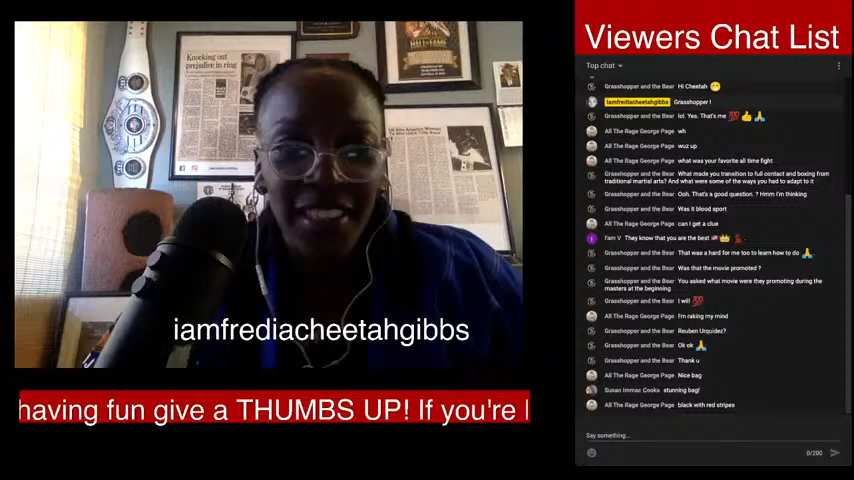 Knocking out
prejudice in ring
HALL OF FAME
iamfrediacheetahgibbs
having fun give a THUMBS UP! If you're
Viewers Chat List
Top chat
Grasshopper and the Bear Hi Cheetah 😁
iamfrediacheetahgibbs Grasshopper !
Grasshopper and the Bear lol. Yes. That's me 💯👍🙏
All The Rage George Page wh
All The Rage George Page wuz up
All The Rage George Page what was your favorite all time fight
Grasshopper and the Bear What made you transition to full contact and boxing from
traditional martial arts? And what were some of the ways you had to adapt to it
Grasshopper and the Bear Ooh. That's good question. ? Hmm I'm thinking
Grasshopper and the Bear Was it blood sport
All The Rage George Page can I get a clue
I'am V They know that you are the best 🇺🇸👑💃.
Grasshopper and the Bear That was a hard for me too to learn how to do 🙏
Grasshopper and the Bear Was that the movie promoted ?
Grasshopper and the Bear You asked what movie were they promoting during the
masters at the beginning
Grasshopper and the Bear I will 💯
All The Rage George Page I'm raking my mind
Grasshopper and the Bear Reuben Urquidez?
Grasshopper and the Bear Ok ok 🙏
Grasshopper and the Bear Thank u
All The Rage George Page Nice bag
Susan Immac Cooks stunning bag!
All The Rage George Page black with red stripes
Say something...
0/200